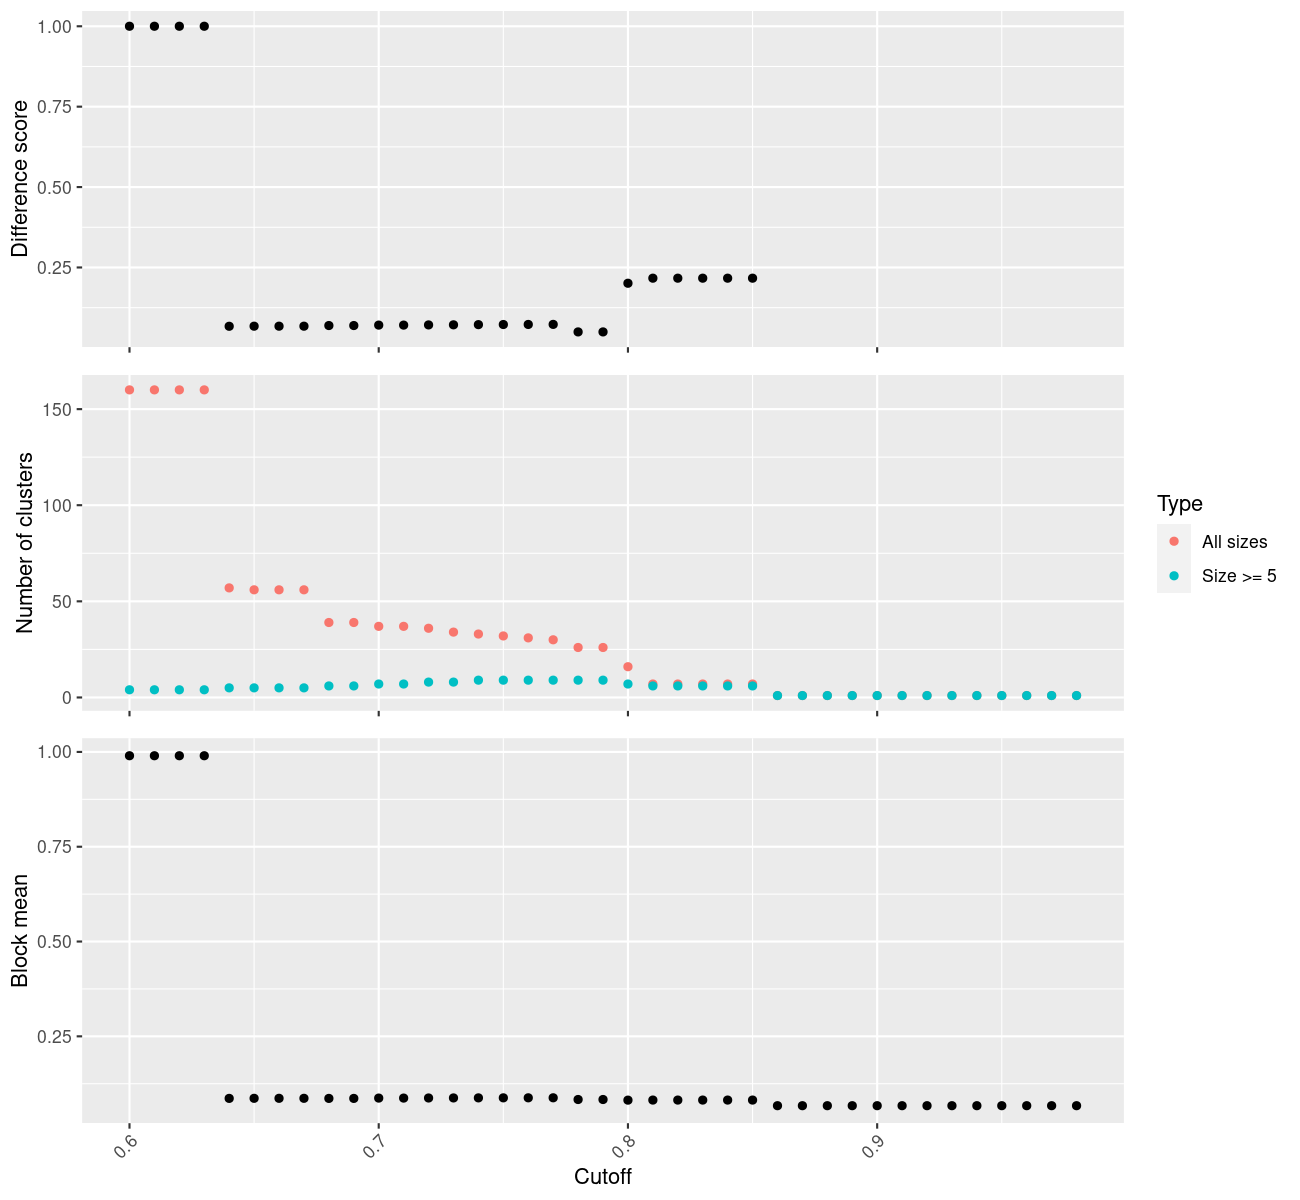 Difference score
1.00
0.75
0.50
0.25
Number of clusters
150
100
50
0
Type
All sizes
Size >= 5
Block mean
1.00
0.75
0.50
0.25
0.6
0.7
0.8
0.9
Cutoff